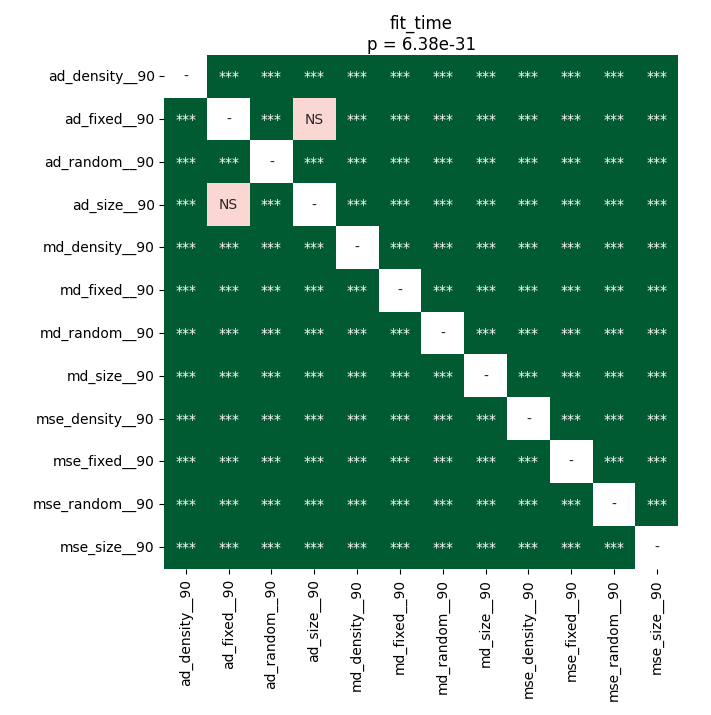 fit_time
p = 6.38e-31
ad_density__90 - *** *** *** *** *** *** *** *** *** *** ***
ad_fixed__90 *** - *** NS *** *** *** *** *** *** *** ***
ad_random__90 *** *** - *** *** *** *** *** *** *** *** ***
ad_size__90 *** NS *** - *** *** *** *** *** *** *** ***
md_density__90 *** *** *** *** - *** *** *** *** *** *** ***
md_fixed__90 *** *** *** *** *** - *** *** *** *** *** ***
md_random__90 *** *** *** *** *** *** - *** *** *** *** ***
md_size__90 *** *** *** *** *** *** *** - *** *** *** ***
mse_density__90 *** *** *** *** *** *** *** *** - *** *** ***
mse_fixed__90 *** *** *** *** *** *** *** *** *** - *** ***
mse_random__90 *** *** *** *** *** *** *** *** *** *** - ***
mse_size__90 *** *** *** *** *** *** *** *** *** *** *** -
ad_density__90
ad_fixed__90
ad_random__90
ad_size__90
md_density__90
md_fixed__90
md_random__90
md_size__90
mse_density__90
mse_fixed__90
mse_random__90
mse_size__90